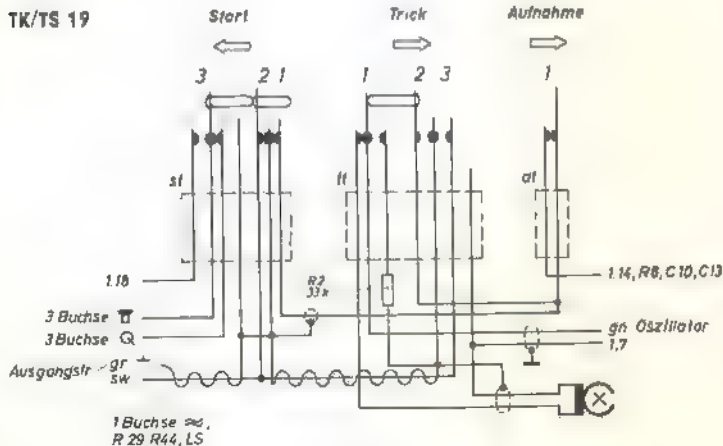 TK/TS 19
Start Trick Aufnahme
3 2 1 1 2 3 1
st tt at
1.18
R2
33k
1.14, R8, C10, C13
3 Buchse
3 Buchse
gn Oszillator
1,7
Ausgangstr. gr
sw
1 Buchse
R 29 R44, LS